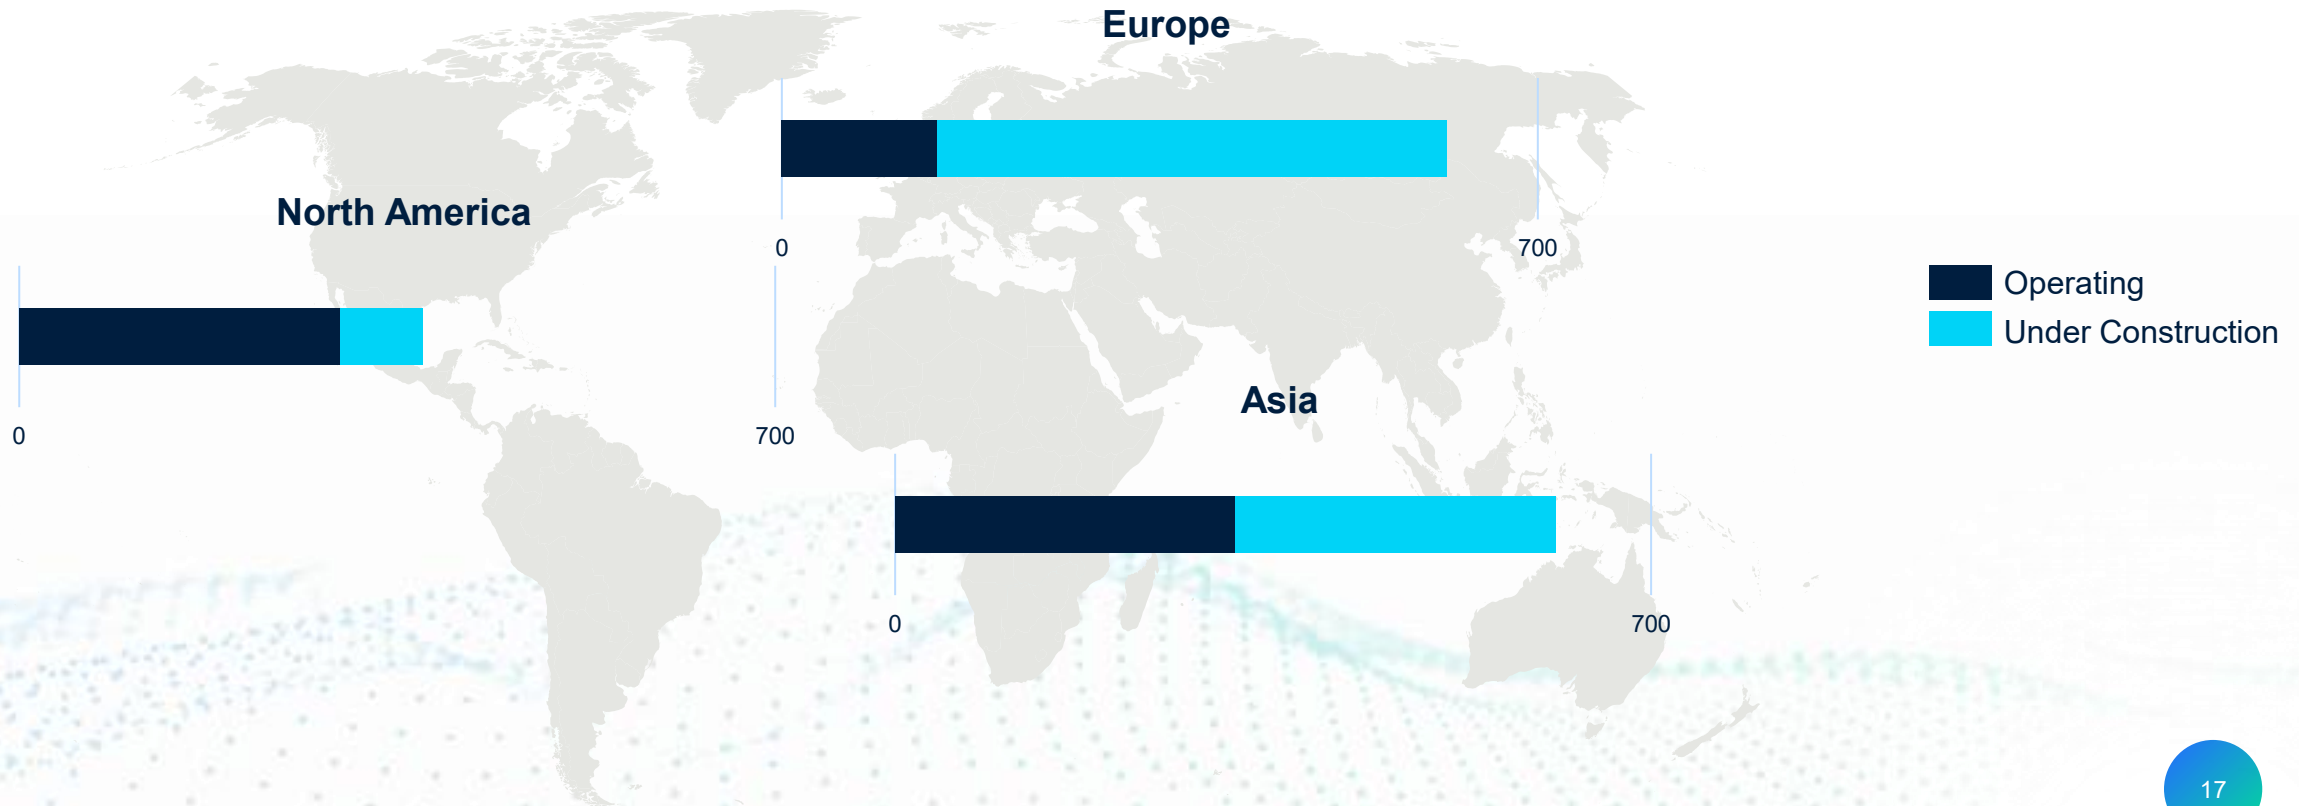 Europe
0
700
North America
0
700
Operating
Under Construction
Asia
0
700
17